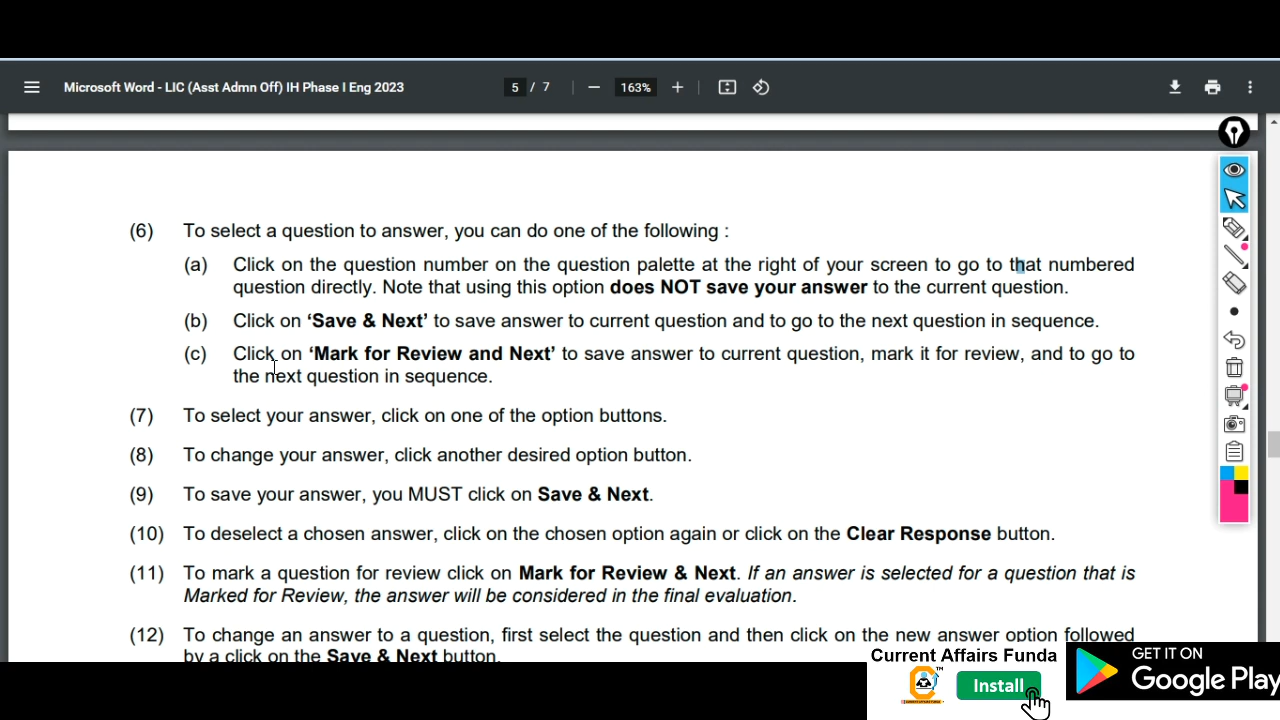 Microsoft Word - LIC (Asst Admn Off) IH Phase I Eng 2023
5 / 7
163%
(6) To select a question to answer, you can do one of the following :
(a) Click on the question number on the question palette at the right of your screen to go to that numbered
question directly. Note that using this option does NOT save your answer to the current question.
(b) Click on ‘Save & Next’ to save answer to current question and to go to the next question in sequence.
(c) Click on ‘Mark for Review and Next’ to save answer to current question, mark it for review, and to go to
the next question in sequence.
(7) To select your answer, click on one of the option buttons.
(8) To change your answer, click another desired option button.
(9) To save your answer, you MUST click on Save & Next.
(10) To deselect a chosen answer, click on the chosen option again or click on the Clear Response button.
(11) To mark a question for review click on Mark for Review & Next. If an answer is selected for a question that is
Marked for Review, the answer will be considered in the final evaluation.
(12) To change an answer to a question, first select the question and then click on the new answer option followed
by a click on the Save & Next button.
Current Affairs Funda
Install
GET IT ON
Google Play